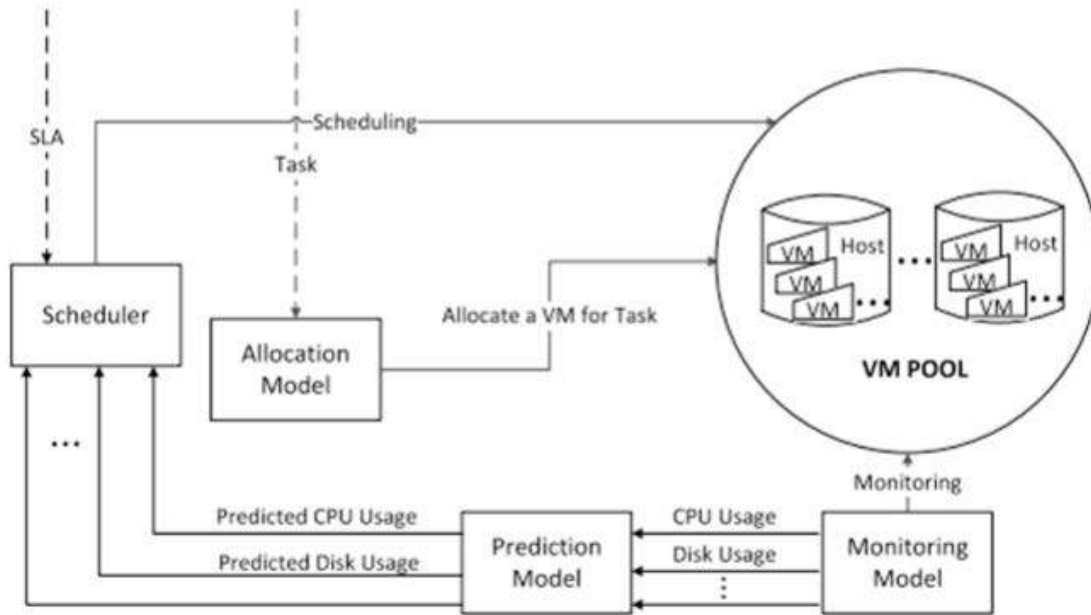 SLA
Scheduling
Task
Scheduler
Allocation
Model
Allocate a VM for Task
VM
VM
VM
Host
...
...
VM
VM
VM
Host
...
VM POOL
...
Monitoring
Predicted CPU Usage
Predicted Disk Usage
Prediction
Model
CPU Usage
Disk Usage
...
Monitoring
Model